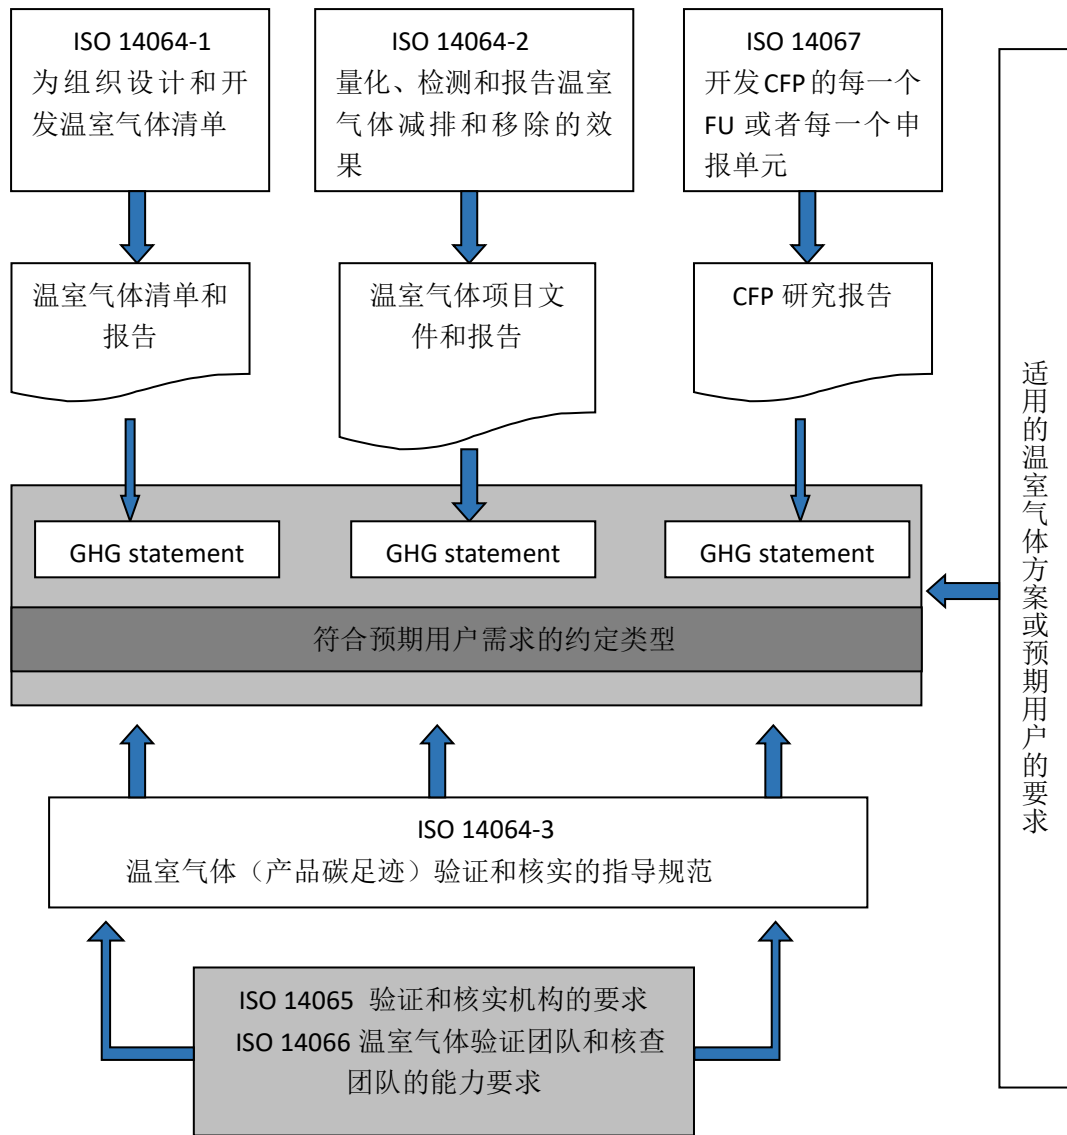 ISO 14064-1
为组织设计和开
发温室气体清单
ISO 14064-2
量化、检测和报告温室
气体减排和移除的效
果
ISO 14067
开发 CFP 的每一个
FU 或者每一个申
报单元
温室气体清单和
报告
温室气体项目文
件和报告
CFP 研究报告
GHG statement
GHG statement
GHG statement
符合预期用户需求的约定类型
适用的温室气体方案或预期用户的要求
ISO 14064-3
温室气体（产品碳足迹）验证和核实的指导规范
ISO 14065 验证和核实机构的要求
ISO 14066 温室气体验证团队和核查
团队的能力要求